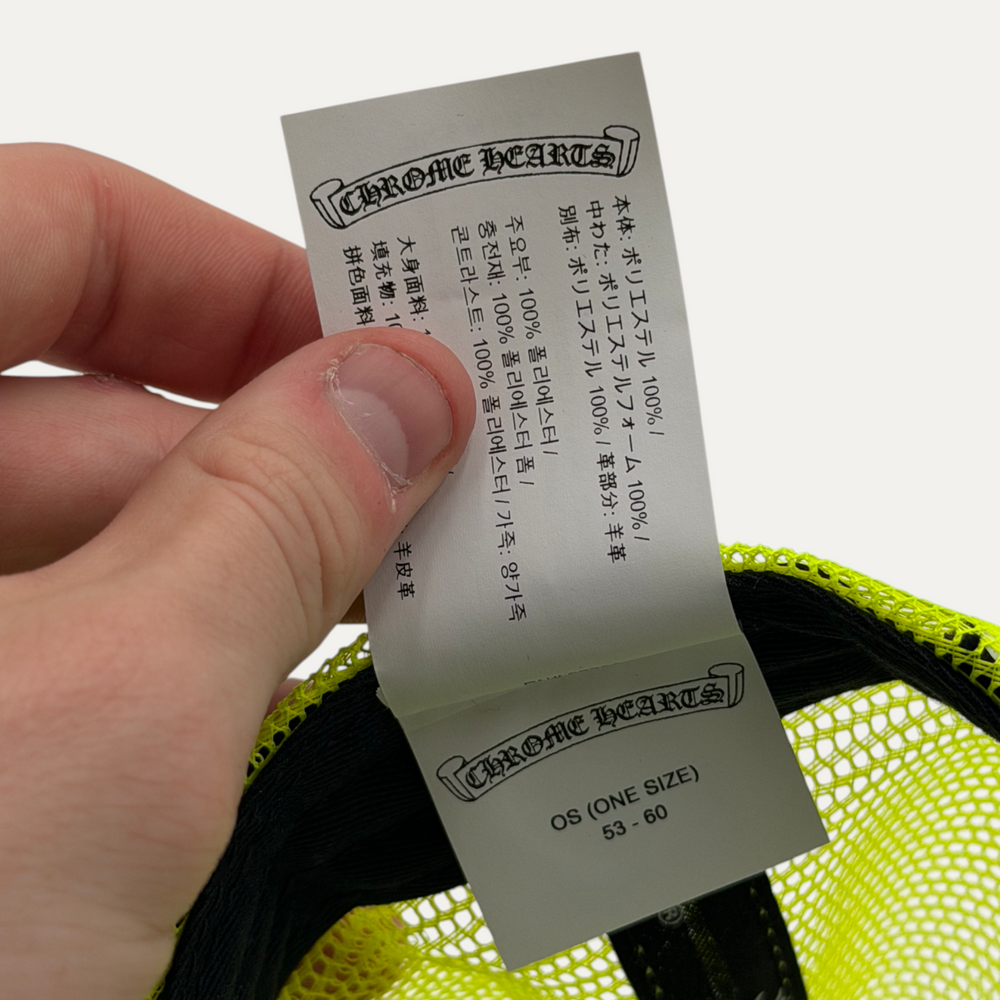 CHROME HEARTS
本体: ポリエステル 100% /
中わた: ポリエステルフォーム 100% /
別布: ポリエステル 100% / 革部分: 羊革
주요부: 100% 폴리에스터 /
충전재: 100% 폴리에스터 폼 /
콘트라스트: 100% 폴리에스터 / 가죽: 양가죽
大身面料:
填充物:
拼色面料
羊皮革
CHROME HEARTS
OS (ONE SIZE)
53 - 60